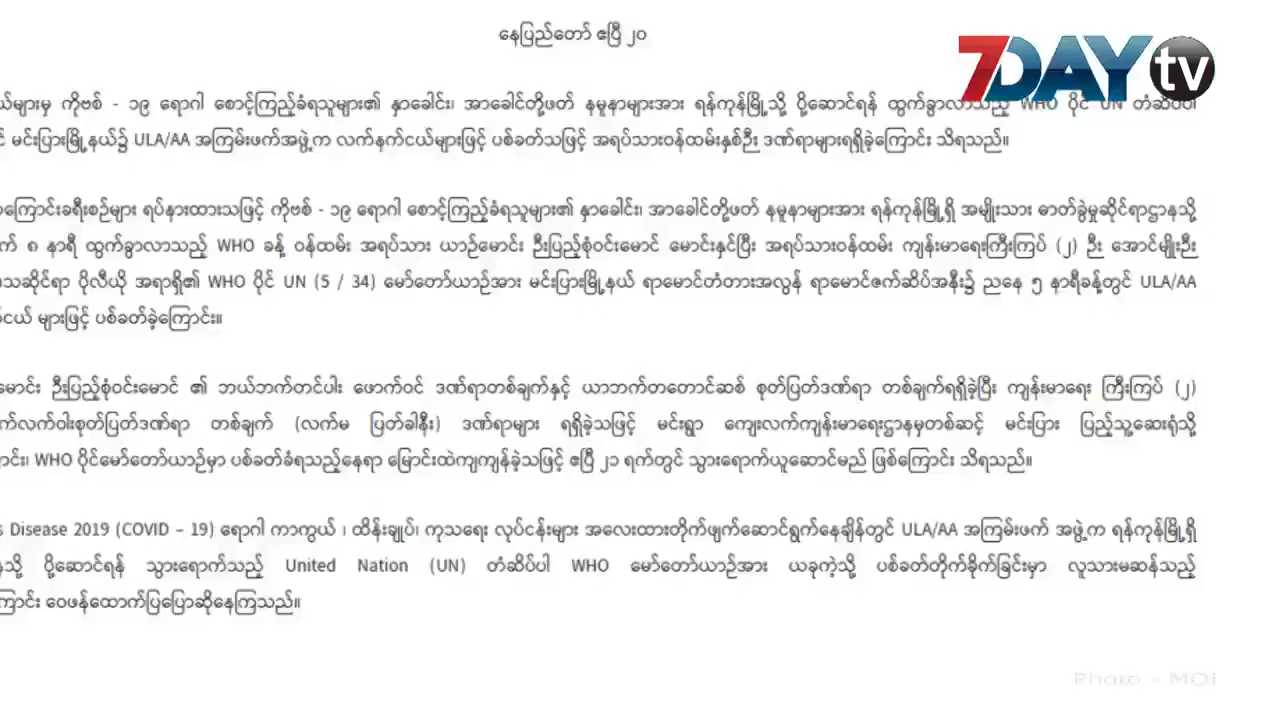 နေပြည်တော် ဧပြီ ၂၀
7DAY tv
ယ်များမှ ကိုဗစ် - ၁၉ ရောဂါ စောင့်ကြည့်ခံရသူများ၏ နှာခေါင်း၊ အာခေါင်တို့ဖတ် နမူနာများအား ရန်ကုန်မြို့သို့ ပို့ဆောင်ရန် ထွက်ခွာလာသည့် WHO ပိုင် UN တံဆိပ်ပါ
မင်းပြားမြို့နယ်၌ ULA/AA အကြမ်းဖက်အဖွဲ့က လက်နက်ငယ်များဖြင့် ပစ်ခတ်သဖြင့် အရပ်သားဝန်ထမ်းနှစ်ဦး ဒဏ်ရာများရရှိခဲ့ကြောင်း သိရသည်။
ကြောင်းခရီးစဉ်များ ရပ်နားထားသဖြင့် ကိုဗစ် - ၁၉ ရောဂါ စောင့်ကြည့်ခံရသူများ၏ နှာခေါင်း၊ အာခေါင်တို့ဖတ် နမူနာများအား ရန်ကုန်မြို့ရှိ အမျိုးသား ဓာတ်ခွဲမှုဆိုင်ရာဌာနသို့
က် ၈ နာရီ ထွက်ခွာလာသည့် WHO ခန့် ဝန်ထမ်း အရပ်သား ယာဉ်မောင်း ဦးပြည့်စုံဝင်းမောင် မောင်းနှင်ပြီး အရပ်သားဝန်ထမ်း ကျန်းမာရေးကြီးကြပ် (၂) ဦး အောင်မျိုးဦး
သဆိုင်ရာ ပိုလီယို အရာရှိ၏ WHO ပိုင် UN (5 / 34) မော်တော်ယာဉ်အား မင်းပြားမြို့နယ် ရာမောင်တံတားအလွန် ရာမောင်ဇက်ဆိပ်အနီး၌ ညနေ ၅ နာရီခန့်တွင် ULA/AA
ငယ် များဖြင့် ပစ်ခတ်ခဲ့ကြောင်း။
မောင်း ဦးပြည့်စုံဝင်းမောင် ၏ ဘယ်ဘက်တင်ပါး ဖောက်ဝင် ဒဏ်ရာတစ်ချက်နှင့် ယာဘက်တတောင်ဆစ် စုတ်ပြတ်ဒဏ်ရာ တစ်ချက်ရရှိခဲ့ပြီး ကျန်းမာရေး ကြီးကြပ် (၂)
က်လက်ဝါးစုတ်ပြတ်ဒဏ်ရာ တစ်ချက် (လက်မ ပြတ်ခါနီး) ဒဏ်ရာများ ရရှိခဲ့သဖြင့် မင်းရွာ ကျေးလက်ကျန်းမာရေးဌာနမှတစ်ဆင့် မင်းပြား ပြည်သူ့ဆေးရုံသို့
ာင်း၊ WHO ပိုင်မော်တော်ယာဉ်မှာ ပစ်ခတ်ခံရသည့်နေရာ မြောင်းထဲကျကျန်ခဲ့သဖြင့် ဧပြီ ၂၁ ရက်တွင် သွားရောက်ယူဆောင်မည် ဖြစ်ကြောင်း သိရသည်။
s Disease 2019 (COVID – 19) ရောဂါ ကာကွယ် ၊ ထိန်းချုပ်၊ ကုသရေး လုပ်ငန်းများ အလေးထားတိုက်ဖျက်ဆောင်ရွက်နေချိန်တွင် ULA/AA အကြမ်းဖက် အဖွဲ့က ရန်ကုန်မြို့ရှိ
သို့ ပို့ဆောင်ရန် သွားရောက်သည့် United Nation (UN) တံဆိပ်ပါ WHO မော်တော်ယာဉ်အား ယခုကဲ့သို့ ပစ်ခတ်တိုက်ခိုက်ခြင်းမှာ လူသားမဆန်သည့်
ကြောင်း ဝေဖန်ထောက်ပြပြောဆိုနေကြသည်။
Photo - MOI